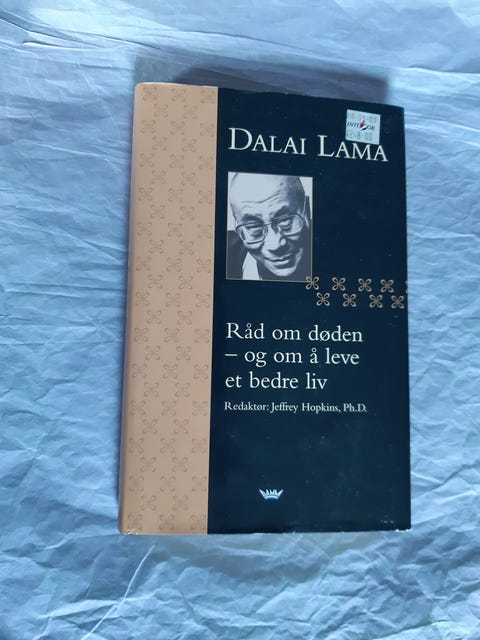 DALAI LAMA
Råd om døden
– og om å leve
et bedre liv
Redaktør: Jeffrey Hopkins, Ph.D.